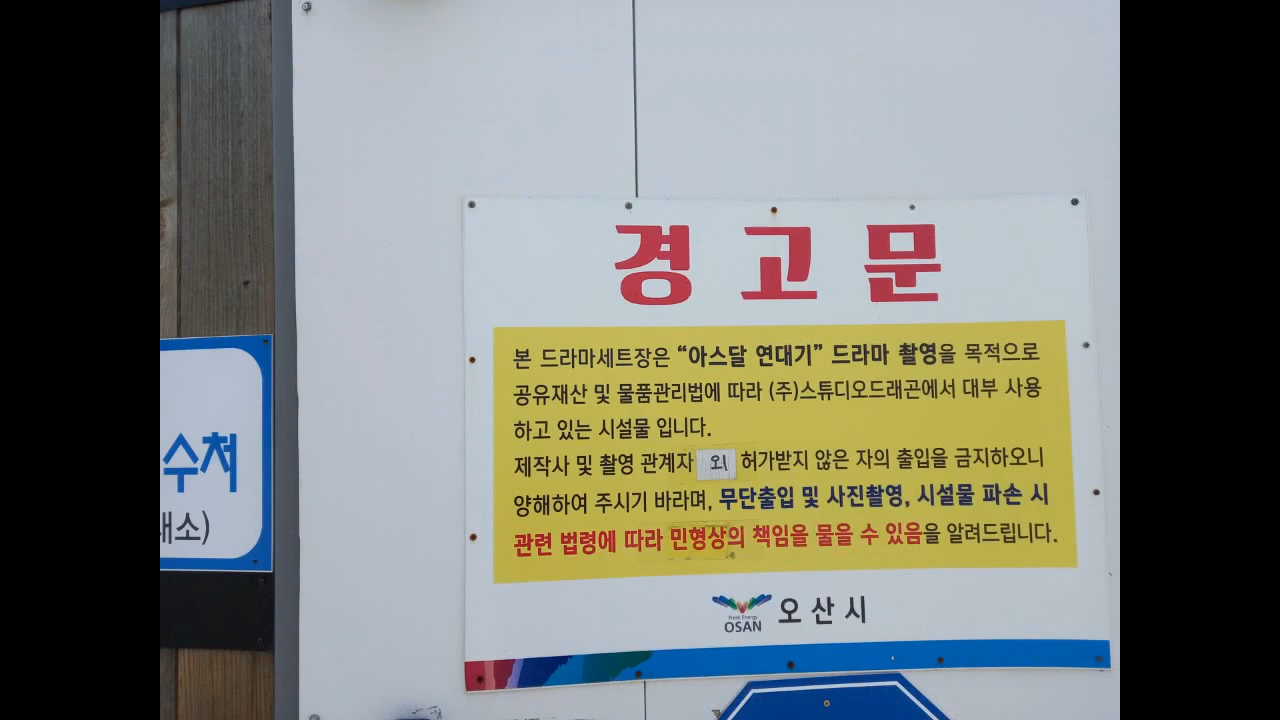 경고문
본 드라마세트장은 “아스달 연대기” 드라마 촬영을 목적으로
공유재산 및 물품관리법에 따라 (주)스튜디오드래곤에서 대부 사용
하고 있는 시설물 입니다.
제작사 및 촬영 관계자 외 허가받지 않은 자의 출입을 금지하오니
양해하여 주시기 바라며, 무단출입 및 사진촬영, 시설물 파손 시
관련 법령에 따라 민형상의 책임을 물을 수 있음을 알려드립니다.
Fresh Energy
OSAN 오산시
수처
소)